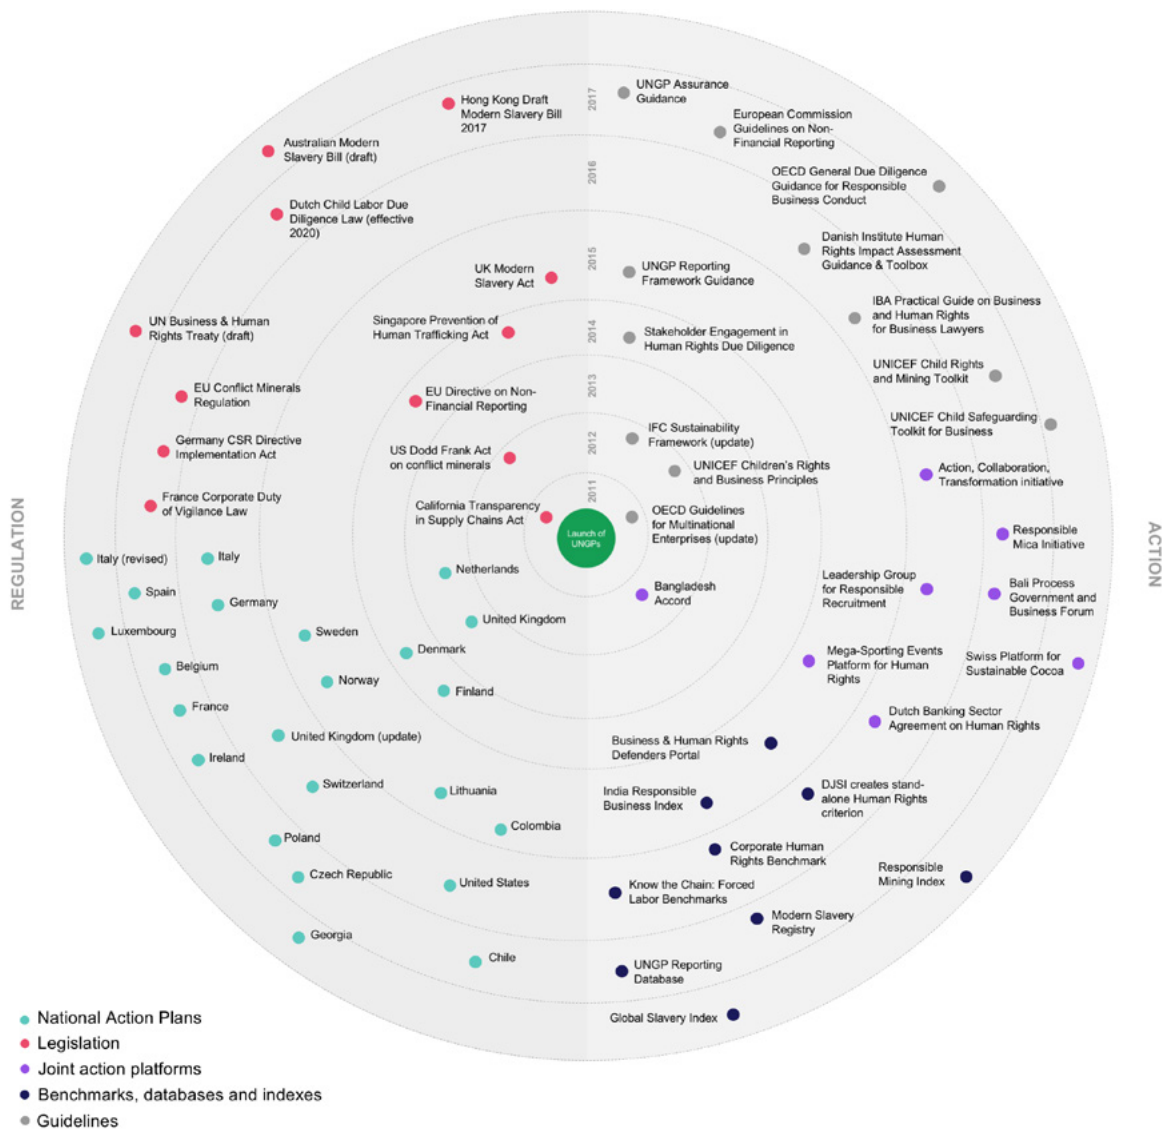 REGULATION
ACTION
2017
2016
2015
2014
2013
2012
2011
Launch of
UNGPs
Hong Kong Draft
Modern Slavery Bill
2017
Australian Modern
Slavery Bill (draft)
Dutch Child Labor Due
Diligence Law (effective
2020)
UK Modern
Slavery Act
UN Business & Human
Rights Treaty (draft)
Singapore Prevention of
Human Trafficking Act
EU Conflict Minerals
Regulation
EU Directive on Non-
Financial Reporting
Germany CSR Directive
Implementation Act
US Dodd Frank Act
on conflict minerals
France Corporate Duty
of Vigilance Law
California Transparency
in Supply Chains Act
Italy (revised)
Italy
Netherlands
Spain
Germany
United Kingdom
Luxembourg
Sweden
Denmark
Belgium
Norway
Finland
France
United Kingdom (update)
Ireland
Switzerland
Lithuania
Colombia
Poland
Czech Republic
United States
Georgia
Chile
UNGP Assurance
Guidance
European Commission
Guidelines on Non-
Financial Reporting
OECD General Due Diligence
Guidance for Responsible
Business Conduct
Danish Institute Human
Rights Impact Assessment
Guidance & Toolbox
UNGP Reporting
Framework Guidance
IBA Practical Guide on Business
and Human Rights
for Business Lawyers
Stakeholder Engagement in
Human Rights Due Diligence
UNICEF Child Rights
and Mining Toolkit
UNICEF Child Safeguarding
Toolkit for Business
IFC Sustainability
Framework (update)
UNICEF Children's Rights
and Business Principles
Action, Collaboration,
Transformation initiative
OECD Guidelines
for Multinational
Enterprises (update)
Responsible
Mica Initiative
Bangladesh
Accord
Leadership Group
for Responsible
Recruitment
Bali Process
Government and
Business Forum
Mega-Sporting Events
Platform for Human
Rights
Swiss Platform for
Sustainable Cocoa
Dutch Banking Sector
Agreement on Human Rights
Business & Human Rights
Defenders Portal
India Responsible
Business Index
DJSI creates stand-
alone Human Rights
criterion
Corporate Human
Rights Benchmark
Responsible
Mining Index
Know the Chain: Forced
Labor Benchmarks
Modern Slavery
Registry
UNGP Reporting
Database
Global Slavery Index
National Action Plans
Legislation
Joint action platforms
Benchmarks, databases and indexes
Guidelines